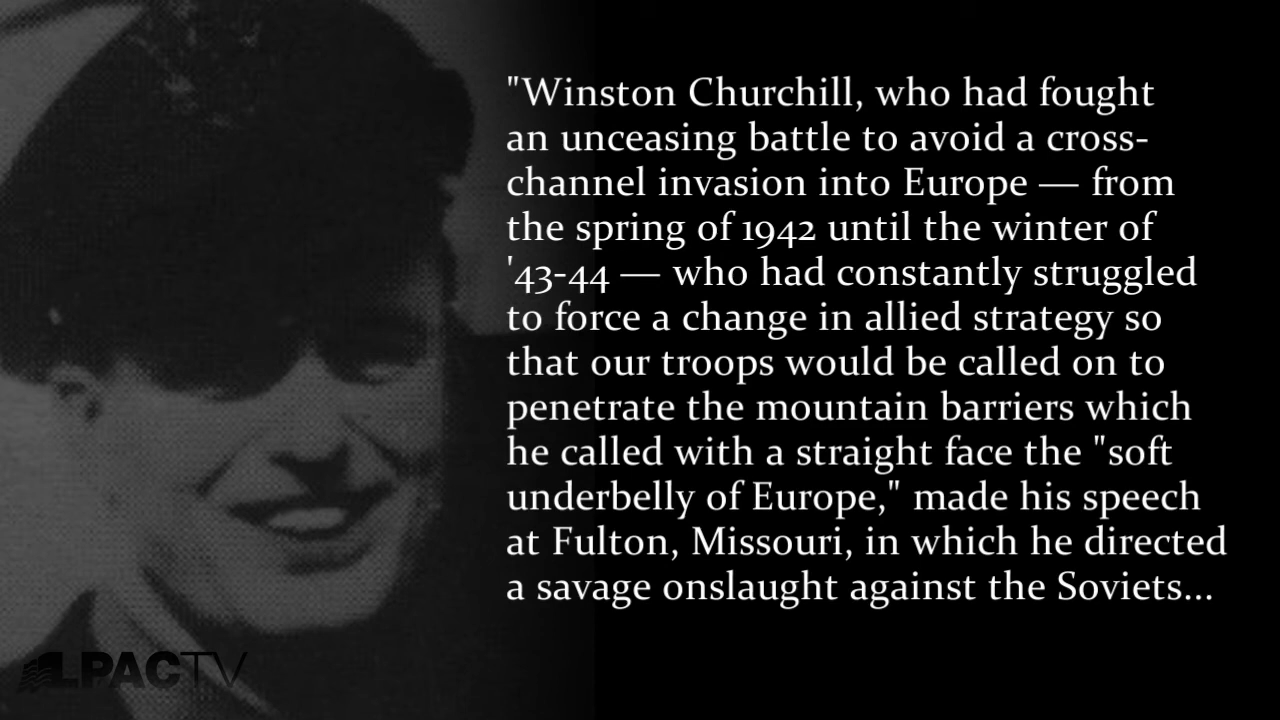 "Winston Churchill, who had fought
an unceasing battle to avoid a cross-
channel invasion into Europe — from
the spring of 1942 until the winter of
'43-44 — who had constantly struggled
to force a change in allied strategy so
that our troops would be called on to
penetrate the mountain barriers which
he called with a straight face the "soft
underbelly of Europe," made his speech
at Fulton, Missouri, in which he directed
a savage onslaught against the Soviets...
LPACTV